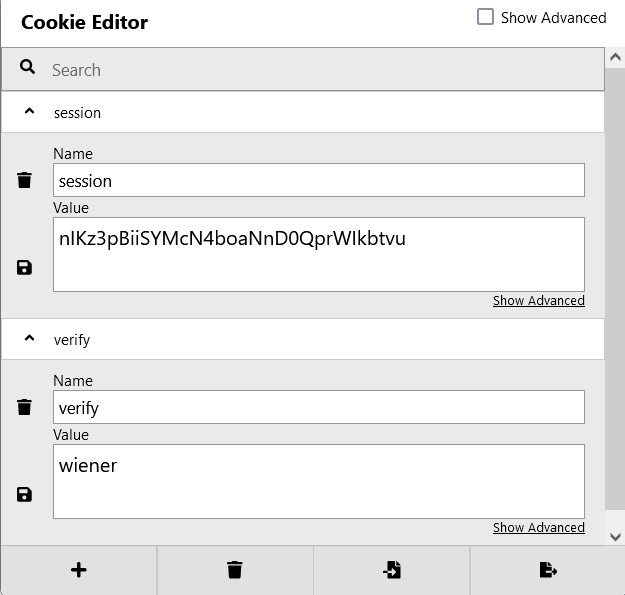 Cookie Editor
Show Advanced
Search
session
Name
session
Value
nIKz3pBiiSYMcN4boaNnD0QprWIkbtvu
Show Advanced
verify
Name
verify
Value
wiener
Show Advanced